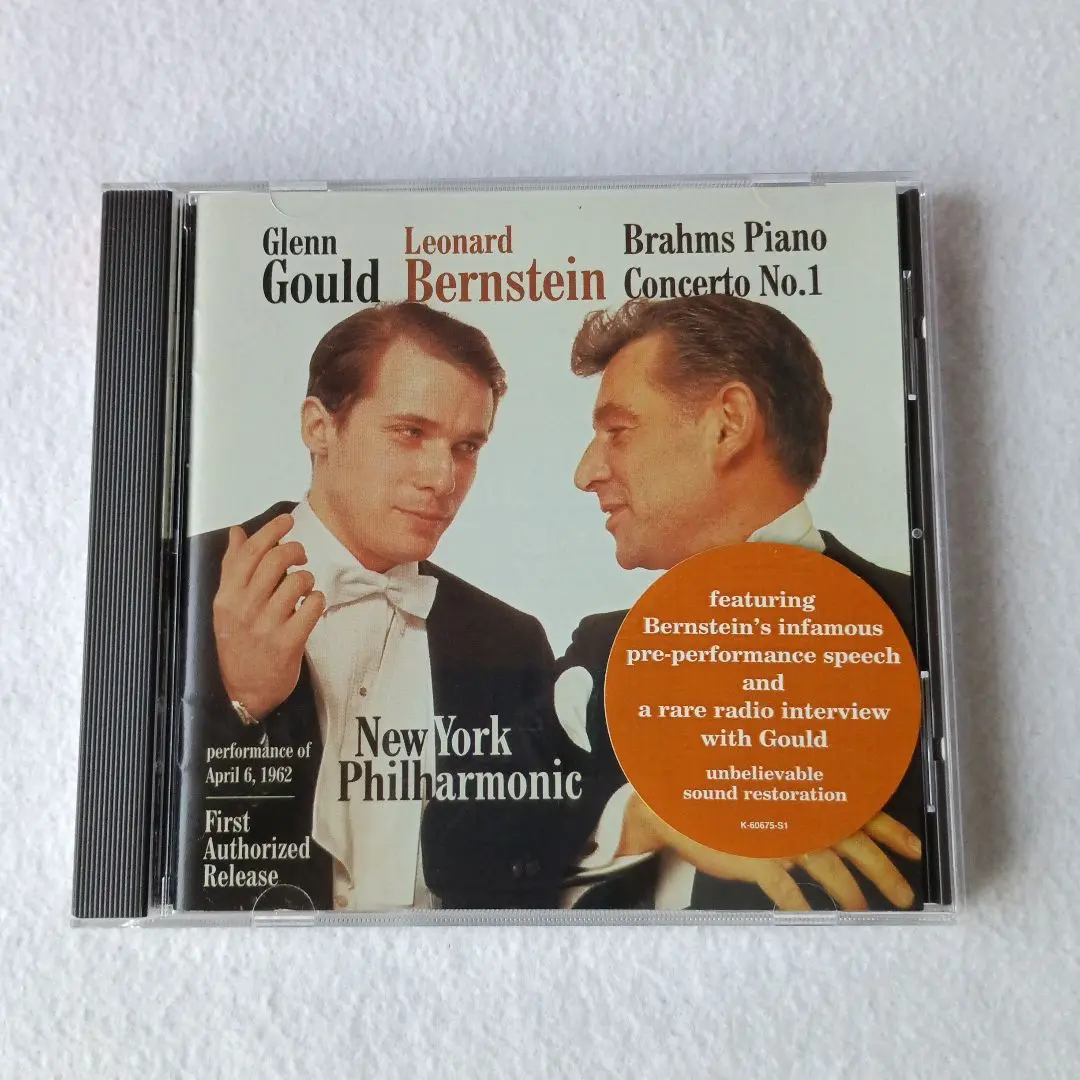 Glenn
Gould
Leonard
Bernstein
Brahms Piano
Concerto No.1
performance of
April 6, 1962
First
Authorized
Release
New York
Philharmonic
featuring
Bernstein's infamous
pre-performance speech
and
a rare radio interview
with Gould
unbelievable
sound restoration
K-60675-S1